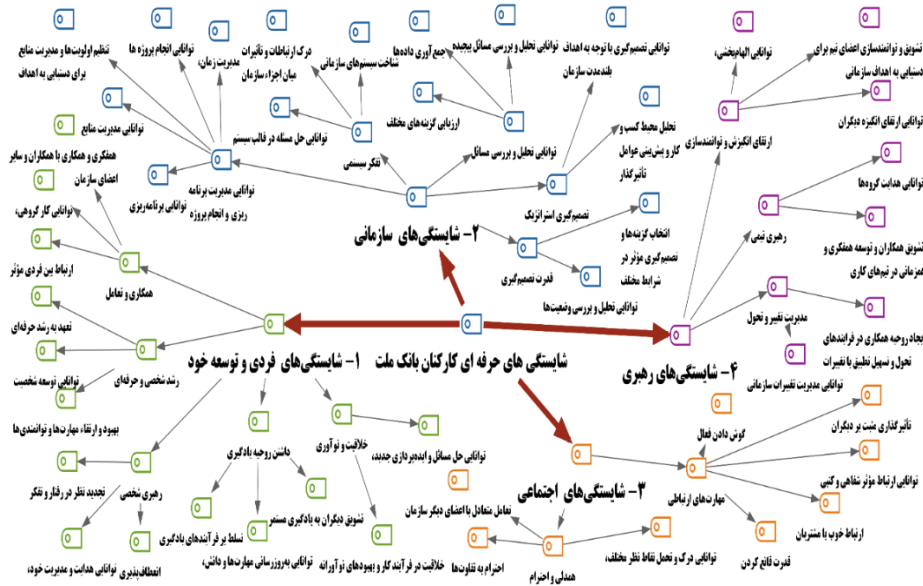 تشویق و توانمندسازی اعضای تیم برای
دستیابی به اهداف سازمانی
توانایی الهام‌بخشی،
توانایی ارتقای انگیزه دیگران
ارتقای انگیزش و توانمندسازی
توانایی هدایت گروه‌ها
رهبری تیمی
تشویق همکاران و توسعه همفکری و
همزمانی در تیم‌های کاری
مدیریت تغییر و تحول
ایجاد روحیه همکاری در فرایندهای
تحول و تسهیل تطبیق با تغییرات
توانایی مدیریت تغییرات سازمانی
۴- شایستگی‌های رهبری
توانایی تصمیم‌گیری با توجه به اهداف
بلندمدت سازمان
تحلیل محیط کسب و
کار و پیش‌بینی عوامل
تأثیرگذار
تصمیم‌گیری استراتژیک
توانایی تحلیل و بررسی مسائل پیچیده
جمع‌آوری داده‌ها
ارزیابی گزینه‌های مختلف
توانایی تحلیل و بررسی مسائل
انتخاب گزینه‌ها و
تصمیم‌گیری مؤثر در
شرایط مختلف
قدرت تصمیم‌گیری
توانایی تحلیل و بررسی وضعیت‌ها
شناخت سیستم‌های سازمانی
درک ارتباطات و تأثیرات
میان اجزاء سازمان
توانایی حل مسئله در قالب سیستم
تفکر سیستمی
توانایی انجام پروژه ها
مدیریت زمان،
تنظیم اولویت‌ها و مدیریت منابع
برای دستیابی به اهداف
توانایی مدیریت منابع
توانایی برنامه‌ریزی
توانایی مدیریت برنامه
ریزی و انجام پروژه
۲- شایستگی‌های سازمانی
شایستگی های حرفه ای کارکنان بانک ملت
همفکری و همکاری با همکاران و سایر
اعضای سازمان
توانایی کار گروهی،
ارتباط بین فردی مؤثر
همکاری و تعامل
تعهد به رشد حرفه‌ای
رشد شخصی و حرفه‌ای
توانایی توسعه شخصیت
بهبود و ارتقاء مهارت‌ها و توانمندی‌ها
۱- شایستگی‌های فردی و توسعه خود
رهبری شخصی
تجدید نظر در رفتار و تفکر
انعطاف‌پذیری
توانایی هدایت و مدیریت خود،
داشتن روحیه یادگیری
تشویق دیگران به یادگیری مستمر
تسلط بر فرآیندهای یادگیری
توانایی به‌روزرسانی مهارت‌ها و دانش،
خلاقیت و نوآوری
توانایی حل مسائل و ایده‌پردازی جدید،
خلاقیت در فرآیند کار و بهبودهای نوآورانه
۳- شایستگی‌های اجتماعی
تعامل متعادل با اعضای دیگر سازمان
احترام به تفاوت‌ها
همدلی و احترام
توانایی درک و تحمل نقاط نظر مختلف،
گوش دادن فعال
مهارت‌های ارتباطی
تأثیرگذاری مثبت بر دیگران
توانایی ارتباط مؤثر شفاهی و کتبی
ارتباط خوب با مشتریان
قدرت قانع کردن